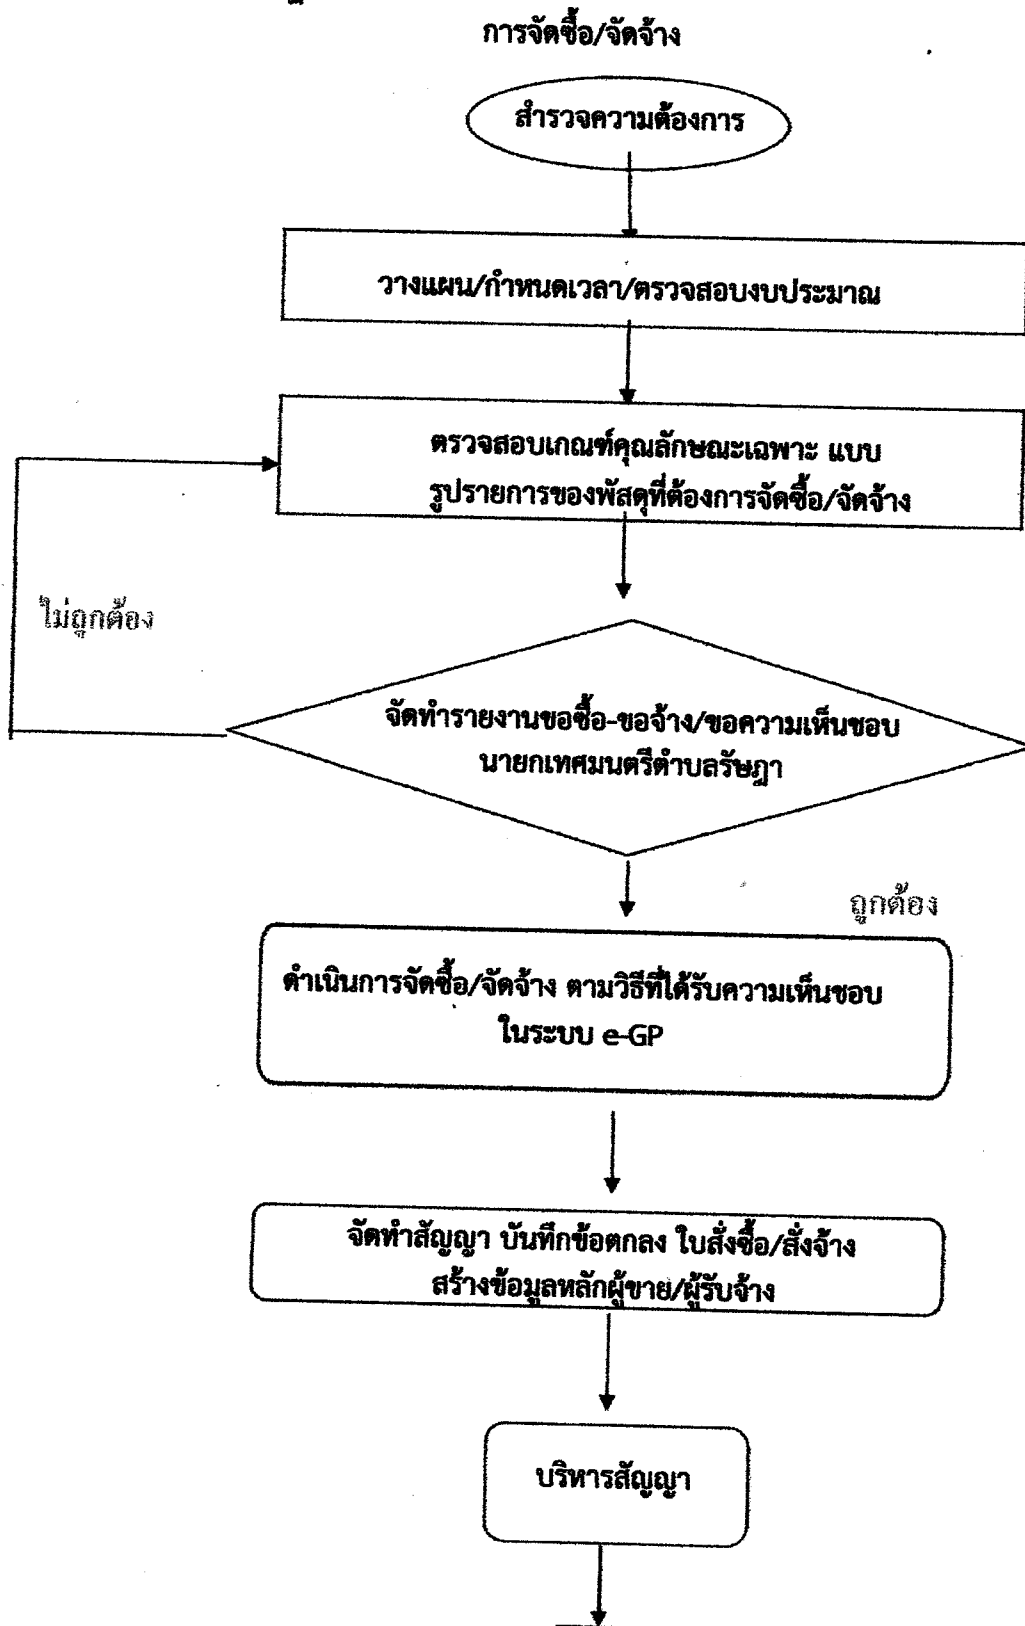 การจัดซื้อ/จัดจ้าง
สำรวจความต้องการ
วางแผน/กำหนดเวลา/ตรวจสอบงบประมาณ
ตรวจสอบเกณฑ์คุณลักษณะเฉพาะ แบบ
รูปรายการของพัสดุที่ต้องการจัดซื้อ/จัดจ้าง
ไม่ถูกต้อง
จัดทำรายงานขอซื้อ-ขอจ้าง/ขอความเห็นชอบ
นายกเทศมนตรีตำบลรัษฎา
ถูกต้อง
ดำเนินการจัดซื้อ/จัดจ้าง ตามวิธีที่ได้รับความเห็นชอบ
ในระบบ e-GP
จัดทำสัญญา บันทึกข้อตกลง ใบสั่งซื้อ/สั่งจ้าง
สร้างข้อมูลหลักผู้ขาย/ผู้รับจ้าง
บริหารสัญญา